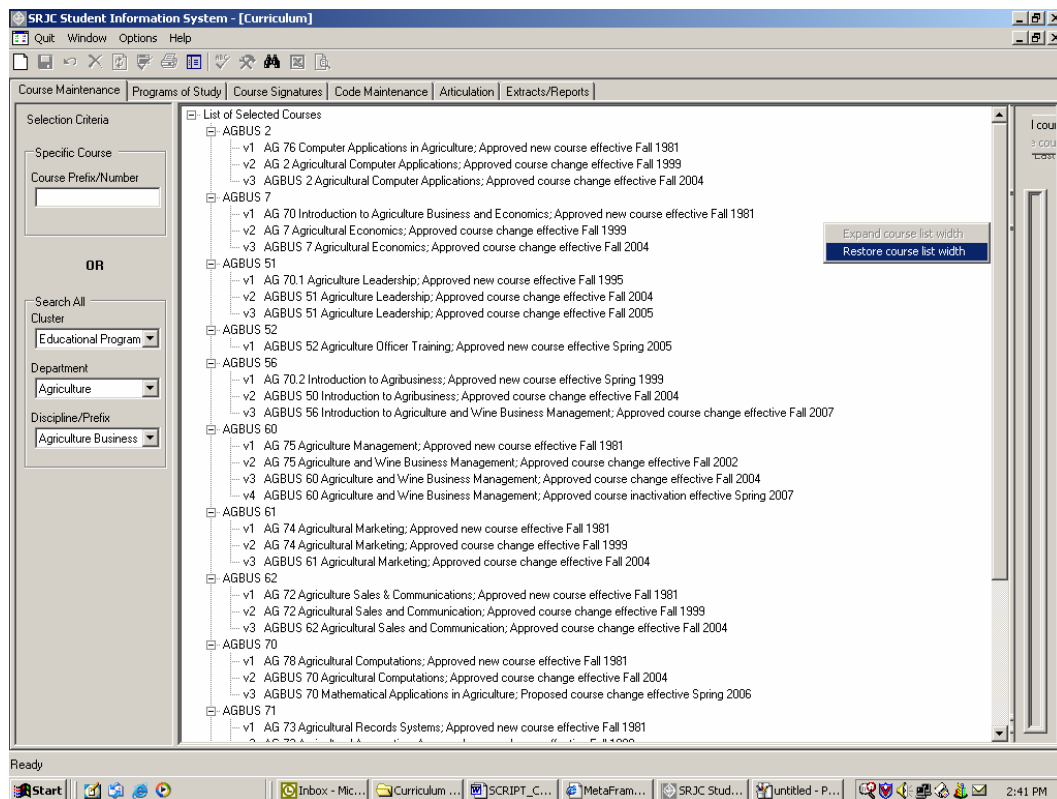 SRJC Student Information System - [Curriculum]
Quit Window Options Help
Course Maintenance Programs of Study Course Signatures Code Maintenance Articulation Extracts/Reports
Selection Criteria
Specific Course
Course Prefix/Number
OR
Search All
Cluster
Educational Program
Department
Agriculture
Discipline/Prefix
Agriculture Business
List of Selected Courses
AGBUS 2
v1 AG 76 Computer Applications in Agriculture; Approved new course effective Fall 1981
v2 AG 2 Agricultural Computer Applications; Approved course change effective Fall 1999
v3 AGBUS 2 Agricultural Computer Applications; Approved course change effective Fall 2004
AGBUS 7
v1 AG 70 Introduction to Agriculture Business and Economics; Approved new course effective Fall 1981
v2 AG 7 Agricultural Economics; Approved course change effective Fall 1999
v3 AGBUS 7 Agricultural Economics; Approved course change effective Fall 2004
AGBUS 51
v1 AG 70.1 Agriculture Leadership; Approved new course effective Fall 1995
v2 AGBUS 51 Agriculture Leadership; Approved course change effective Fall 2004
v3 AGBUS 51 Agriculture Leadership; Approved course change effective Fall 2005
AGBUS 52
v1 AGBUS 52 Agriculture Officer Training; Approved new course effective Spring 2005
AGBUS 56
v1 AG 70.2 Introduction to Agribusiness; Approved new course effective Spring 1999
v2 AGBUS 50 Introduction to Agribusiness; Approved course change effective Fall 2004
v3 AGBUS 56 Introduction to Agriculture and Wine Business Management; Approved course change effective Fall 2007
AGBUS 60
v1 AG 75 Agriculture Management; Approved new course effective Fall 1981
v2 AG 75 Agriculture and Wine Business Management; Approved course change effective Fall 2002
v3 AGBUS 60 Agriculture and Wine Business Management; Approved course change effective Fall 2004
v4 AGBUS 60 Agriculture and Wine Business Management; Approved course inactivation effective Spring 2007
AGBUS 61
v1 AG 74 Agricultural Marketing; Approved new course effective Fall 1981
v2 AG 74 Agricultural Marketing; Approved course change effective Fall 1999
v3 AGBUS 61 Agricultural Marketing; Approved course change effective Fall 2004
AGBUS 62
v1 AG 72 Agriculture Sales & Communications; Approved new course effective Fall 1981
v2 AG 72 Agricultural Sales and Communication; Approved course change effective Fall 1999
v3 AGBUS 62 Agricultural Sales and Communication; Approved course change effective Fall 2004
AGBUS 70
v1 AG 78 Agricultural Computations; Approved new course effective Fall 1981
v2 AGBUS 70 Agricultural Computations; Approved course change effective Fall 2004
v3 AGBUS 70 Mathematical Applications in Agriculture; Proposed course change effective Spring 2006
AGBUS 71
v1 AG 73 Agricultural Records Systems; Approved new course effective Fall 1981
Expand course list width
Restore course list width
Ready
Start Inbox - Mic... Curriculum ... SCRIPT_C... MetaFram... SRJC Stud... untitled - P... 2:41 PM